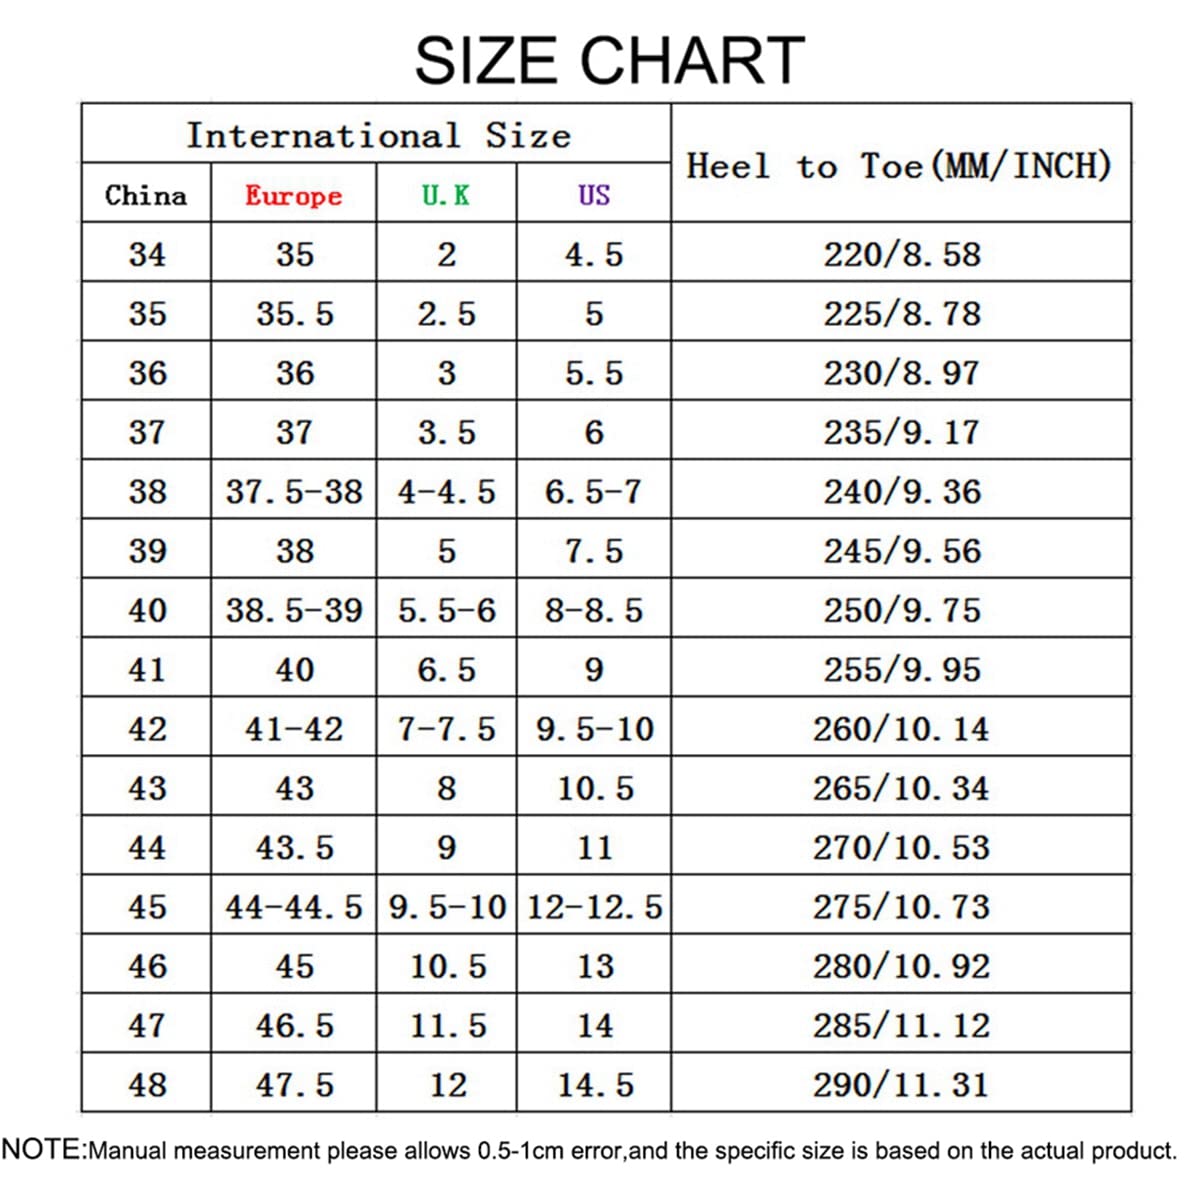 SIZE CHART
International Size Heel to Toe(MM/INCH)
China Europe U.K US
34 35 2 4.5 220/8.58
35 35.5 2.5 5 225/8.78
36 36 3 5.5 230/8.97
37 37 3.5 6 235/9.17
38 37.5-38 4-4.5 6.5-7 240/9.36
39 38 5 7.5 245/9.56
40 38.5-39 5.5-6 8-8.5 250/9.75
41 40 6.5 9 255/9.95
42 41-42 7-7.5 9.5-10 260/10.14
43 43 8 10.5 265/10.34
44 43.5 9 11 270/10.53
45 44-44.5 9.5-10 12-12.5 275/10.73
46 45 10.5 13 280/10.92
47 46.5 11.5 14 285/11.12
48 47.5 12 14.5 290/11.31
NOTE:Manual measurement please allows 0.5-1cm error,and the specific size is based on the actual product.